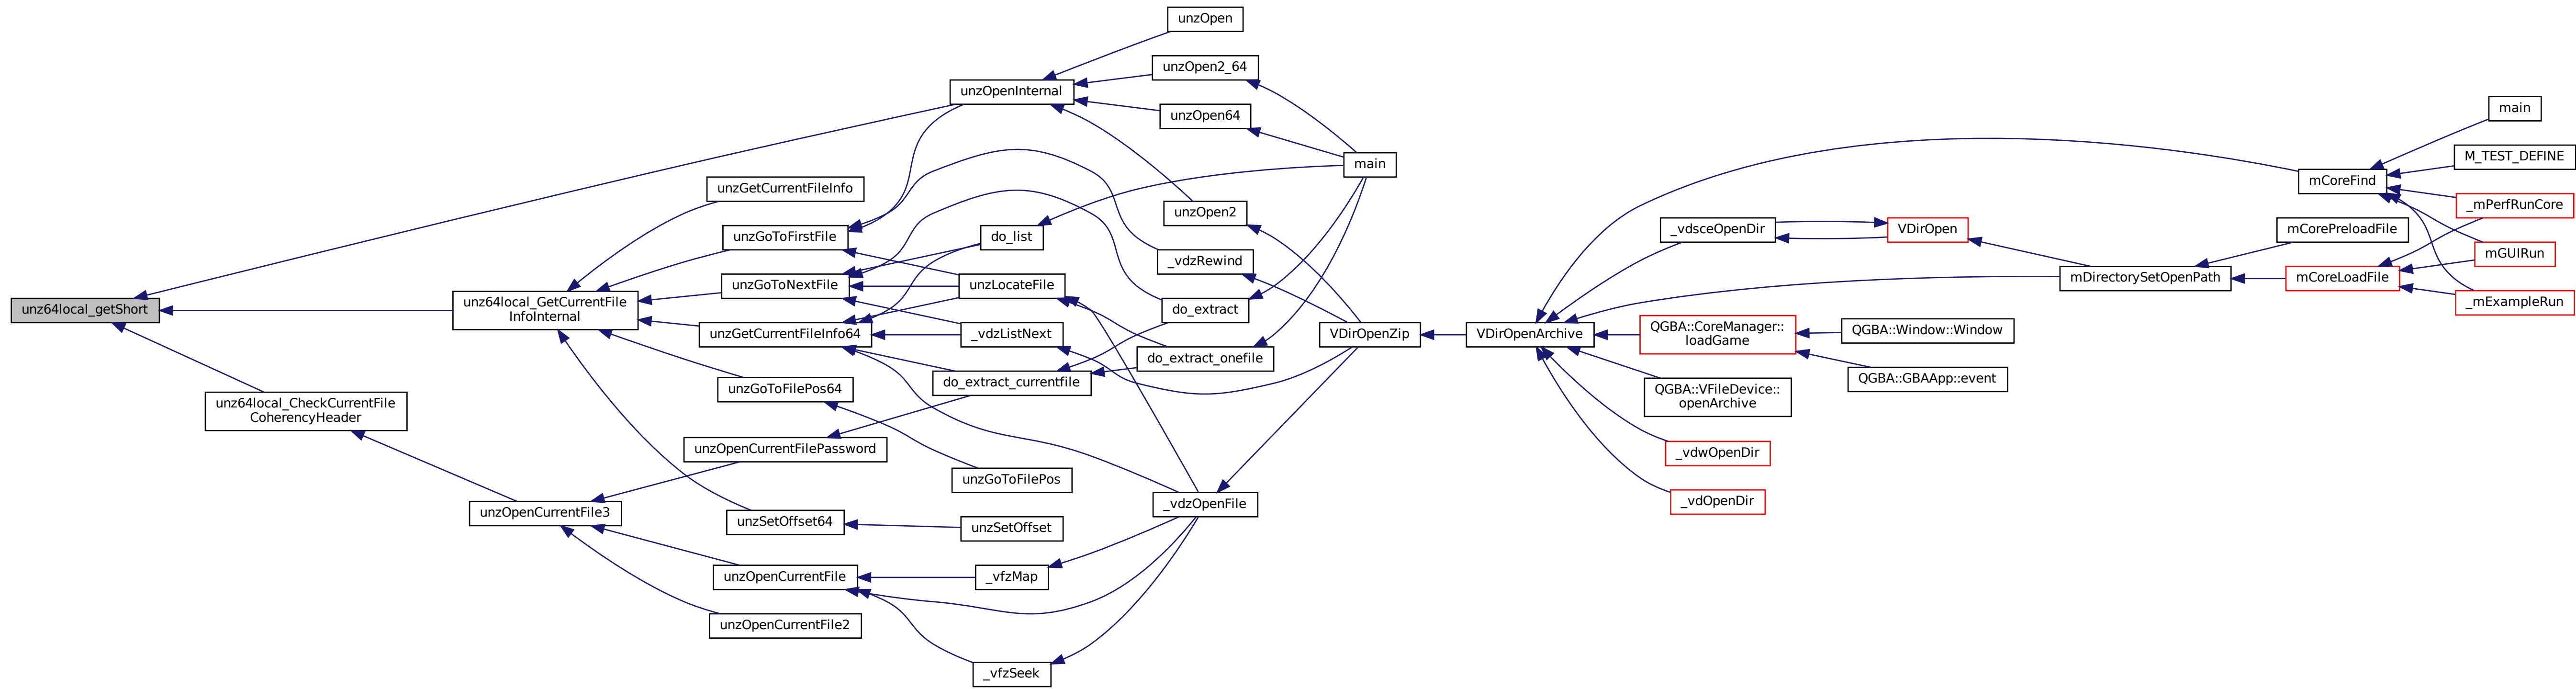 unz64local_getShort
unz64local_CheckCurrentFile
CoherencyHeader
unz64local_GetCurrentFile
InfoInternal
unzOpenCurrentFile3
unzGetCurrentFileInfo
unzGoToFirstFile
unzGoToNextFile
unzGetCurrentFileInfo64
unzGoToFilePos64
unzOpenCurrentFilePassword
unzSetOffset64
unzOpenCurrentFile
unzOpenCurrentFile2
unzOpenInternal
do_list
unzLocateFile
_vdzListNext
do_extract_currentfile
unzGoToFilePos
unzSetOffset
_vfzMap
_vfzSeek
unzOpen
unzOpen2_64
unzOpen64
unzOpen2
_vdzRewind
do_extract
do_extract_onefile
_vdzOpenFile
main
VDirOpenZip
VDirOpenArchive
_vdsceOpenDir
QGBA::CoreManager::
loadGame
QGBA::VFileDevice::
openArchive
_vdwOpenDir
_vdOpenDir
VDirOpen
QGBA::Window::Window
QGBA::GBAApp::event
mDirectorySetOpenPath
mCoreFind
mCorePreloadFile
mCoreLoadFile
main
M_TEST_DEFINE
_mPerfRunCore
mGUIRun
_mExampleRun